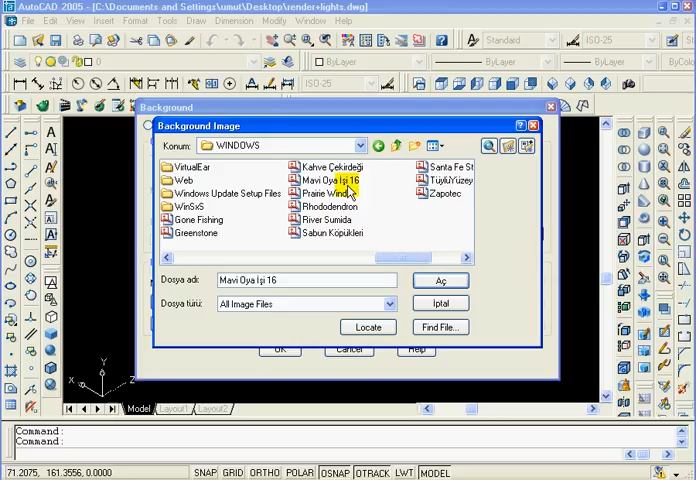 AutoCAD 2005 - [C:\Documents and Settings\umut\Desktop\render+lights.dwg]
File Edit View Insert Format Tools Draw Dimension Modify Window Help
Standard ISO-25
0 ByLayer ByLayer
ISO-25
Background
Background Image
Konum: WINDOWS
VirtualEar Kahve Çekirdeği Santa Fe St
Web Mavi Oya İşi 16 TüylüYüzey
Windows Update Setup Files Prairie Wind
WinSxS Rhododendron Zapotec
Gone Fishing River Sumida
Greenstone Sabun Köpükleri
Dosya adı: Mavi Oya İşi 16 Aç
Dosya türü: All Image Files İptal
Locate Find File...
OK Cancel Help
Y
X Z
Model Layout1 Layout2
Command:
Command:
71.2075, 161.3556, 0.0000 SNAP GRID ORTHO POLAR OSNAP OTRACK LWT MODEL